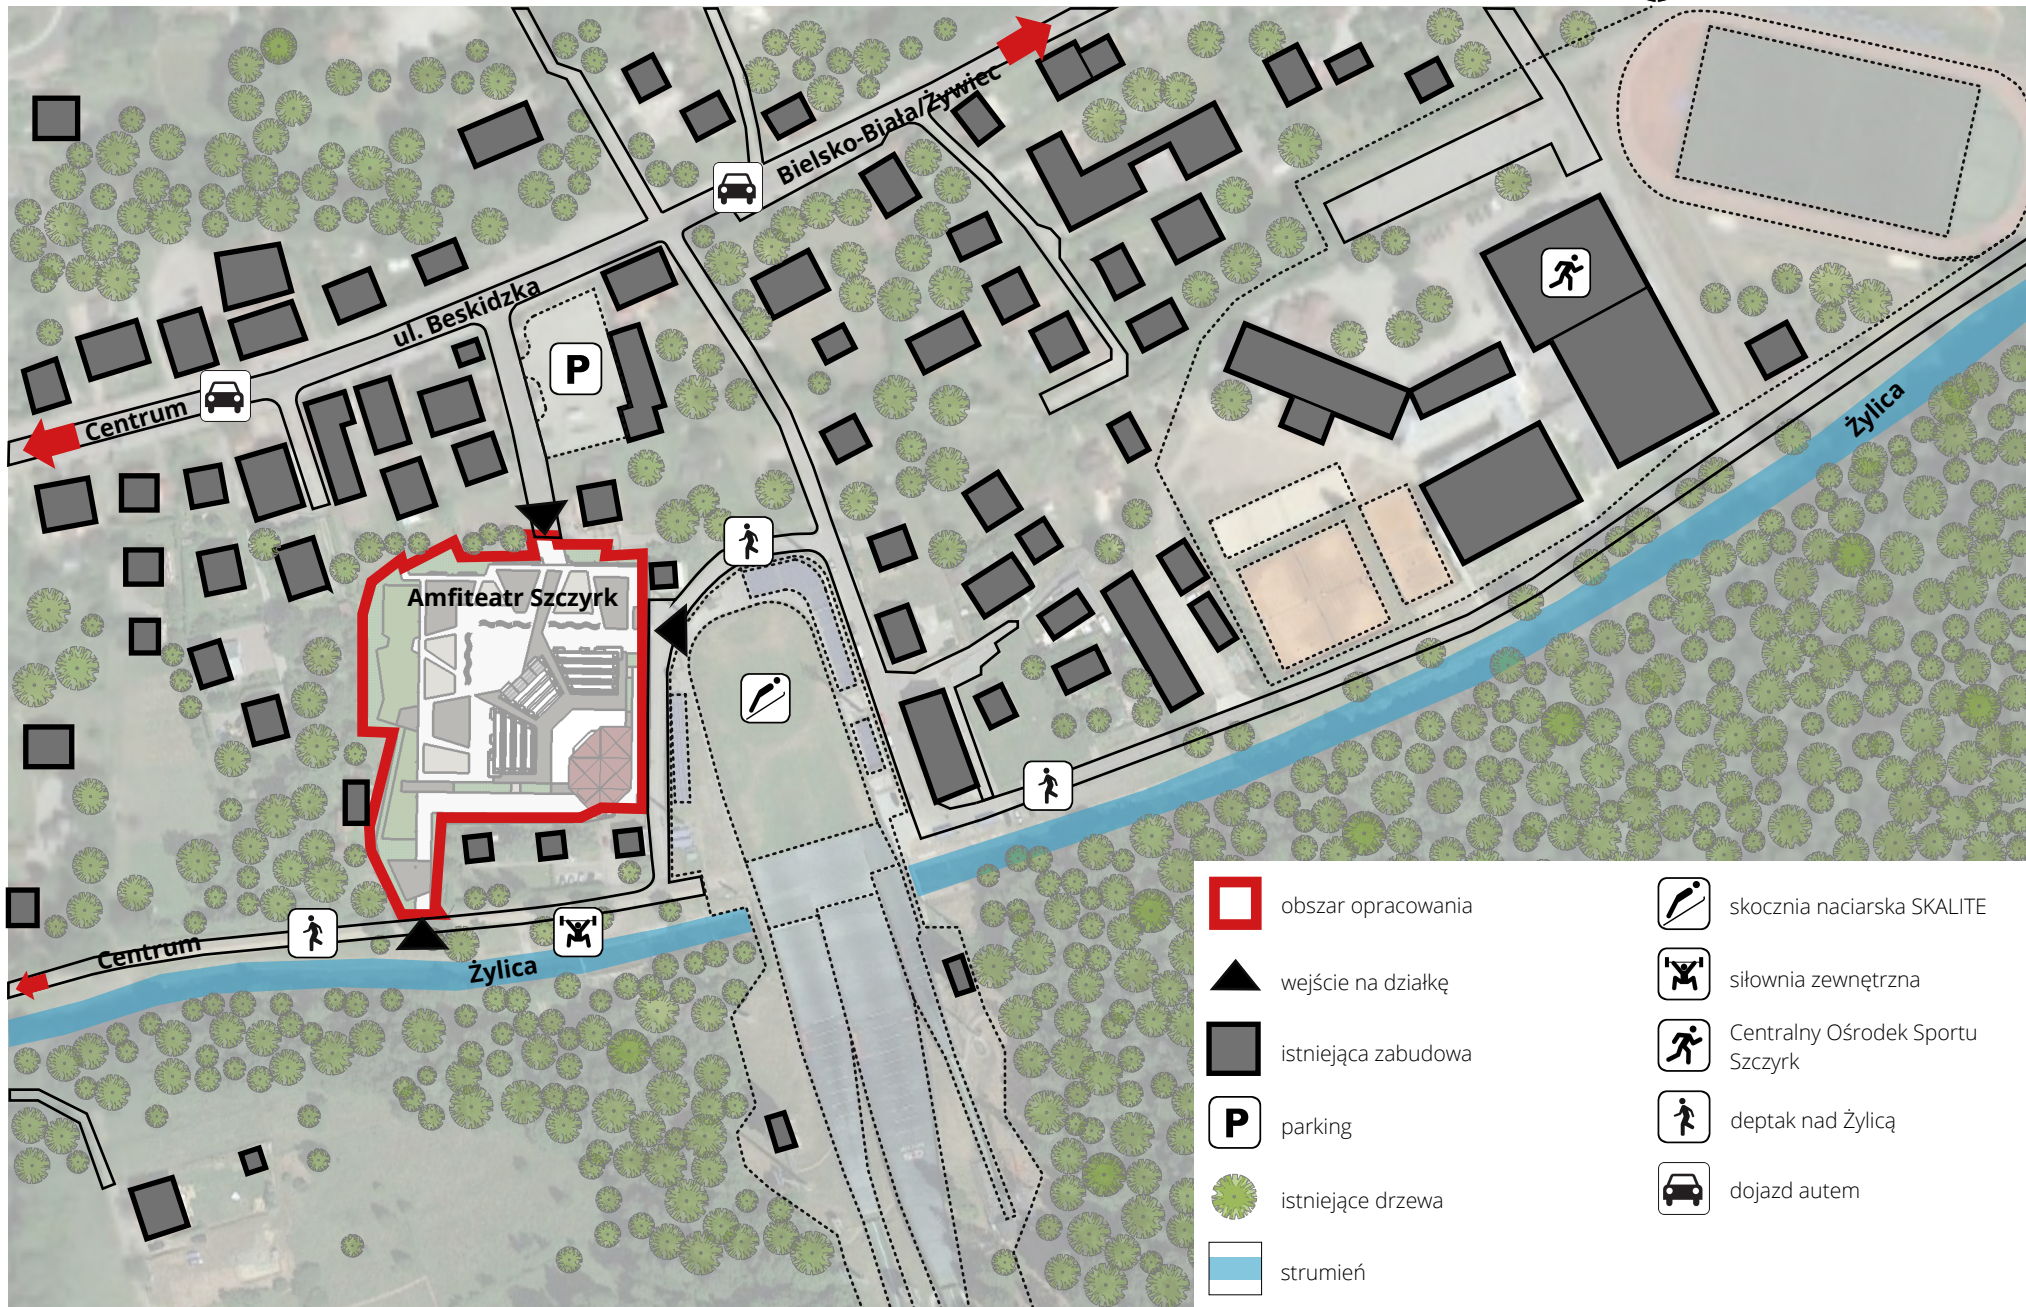 Bielsko-Biała/Żywiec
ul. Beskidzka
P
Centrum
Żylica
Amfiteatr Szczyrk
Centrum
Żylica
obszar opracowania
wejście na działkę
istniejąca zabudowa
P
parking
istniejące drzewa
strumień
skocznia naciarska SKALITE
siłownia zewnętrzna
Centralny Ośrodek Sportu
Szczyrk
deptak nad Żylicą
dojazd autem